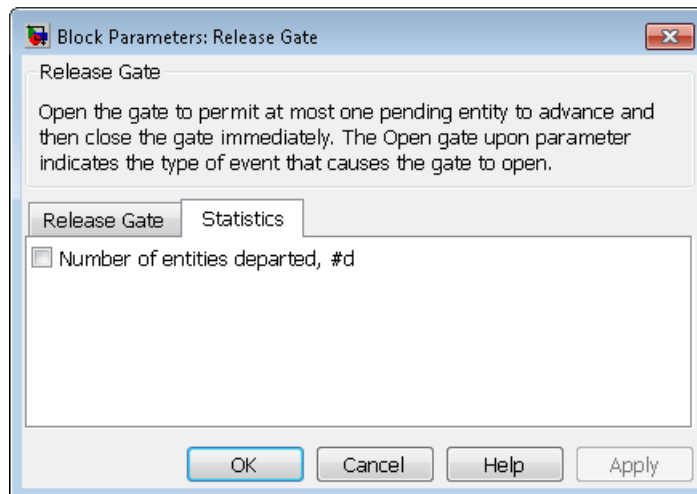 Block Parameters: Release Gate
Release Gate
Open the gate to permit at most one pending entity to advance and
then close the gate immediately. The Open gate upon parameter
indicates the type of event that causes the gate to open.
Release Gate
Statistics
Number of entities departed, #d
OK
Cancel
Help
Apply